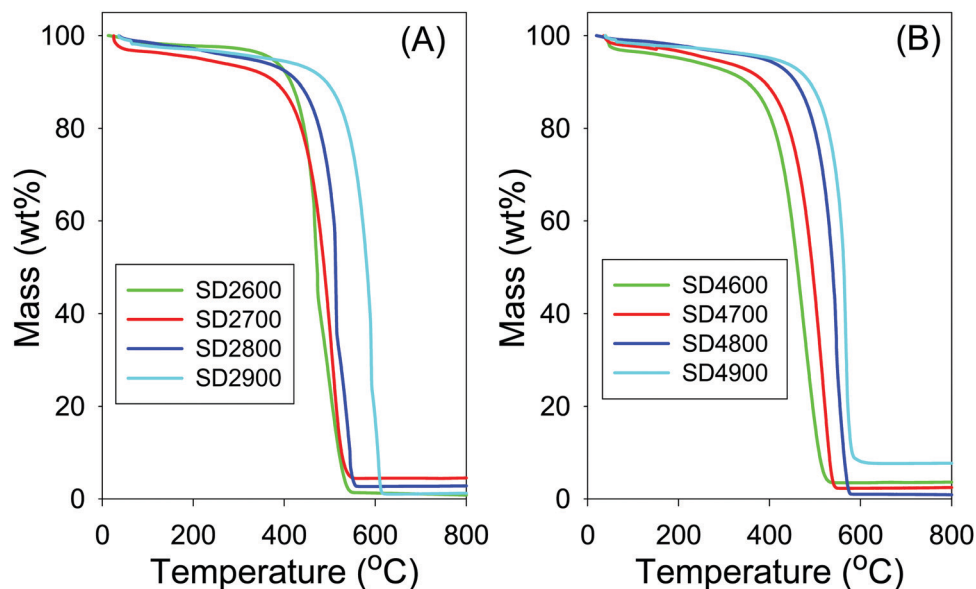 (A)
100
80
60
40
20
0
Mass (wt%)
SD2600
SD2700
SD2800
SD2900
0 200 400 600 800
Temperature (°C)
(B)
100
80
60
40
20
0
Mass (wt%)
SD4600
SD4700
SD4800
SD4900
0 200 400 600 800
Temperature (°C)